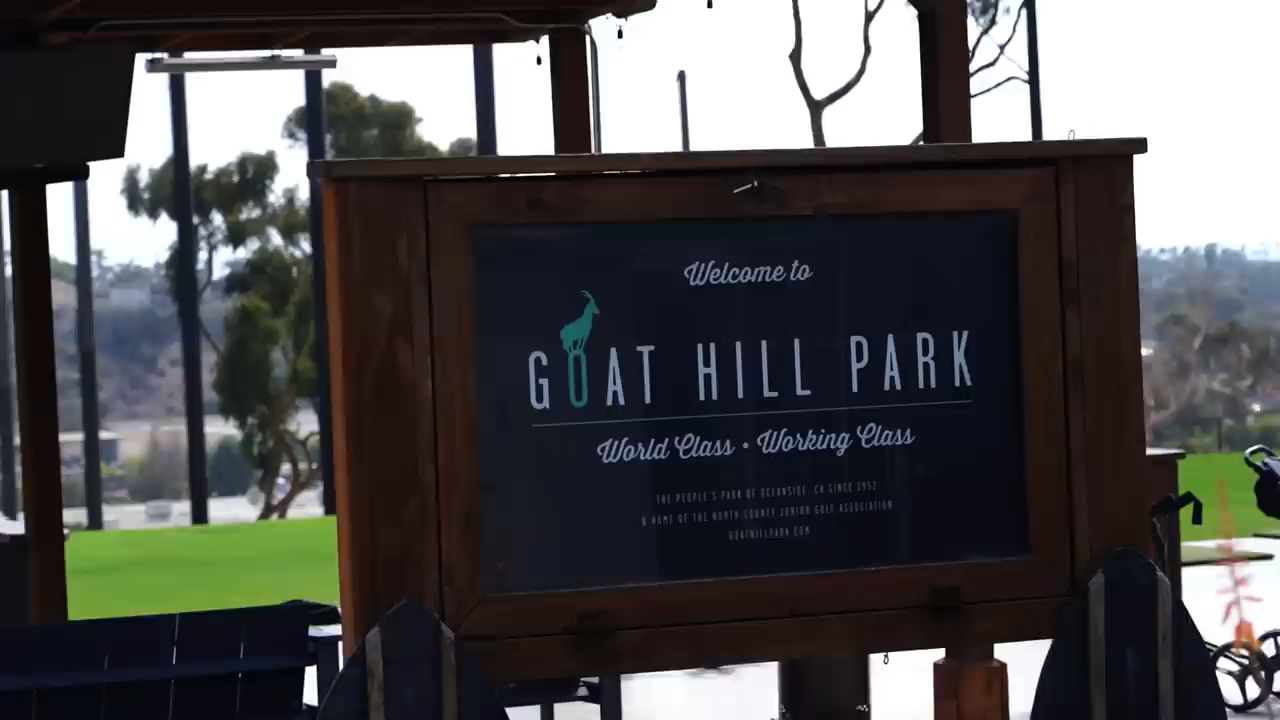 Welcome to
GOAT HILL PARK
World Class • Working Class
THE PEOPLE'S PARK OF OCEANSIDE, CA SINCE 1952
& HOME OF THE NORTH COUNTY JUNIOR GOLF ASSOCIATION
GOATHILLPARK.COM